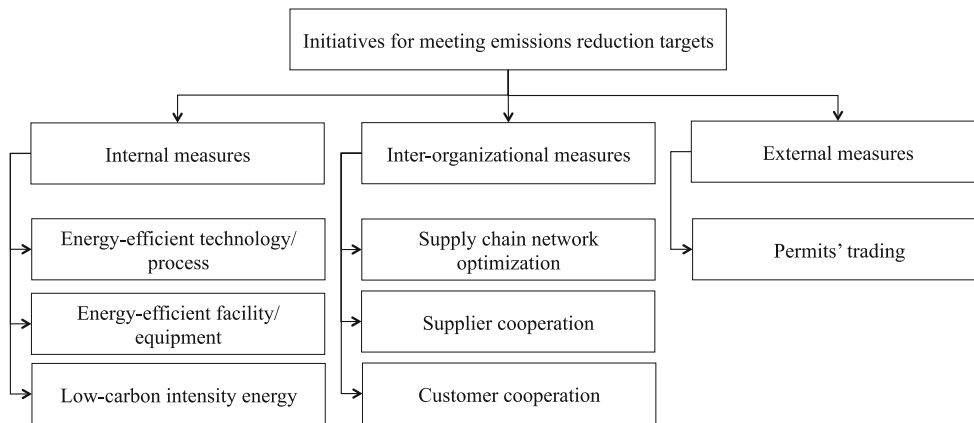 Initiatives for meeting emissions reduction targets
Internal measures
Inter-organizational measures
External measures
Energy-efficient technology/
process
Supply chain network
optimization
Permits’ trading
Energy-efficient facility/
equipment
Supplier cooperation
Low-carbon intensity energy
Customer cooperation